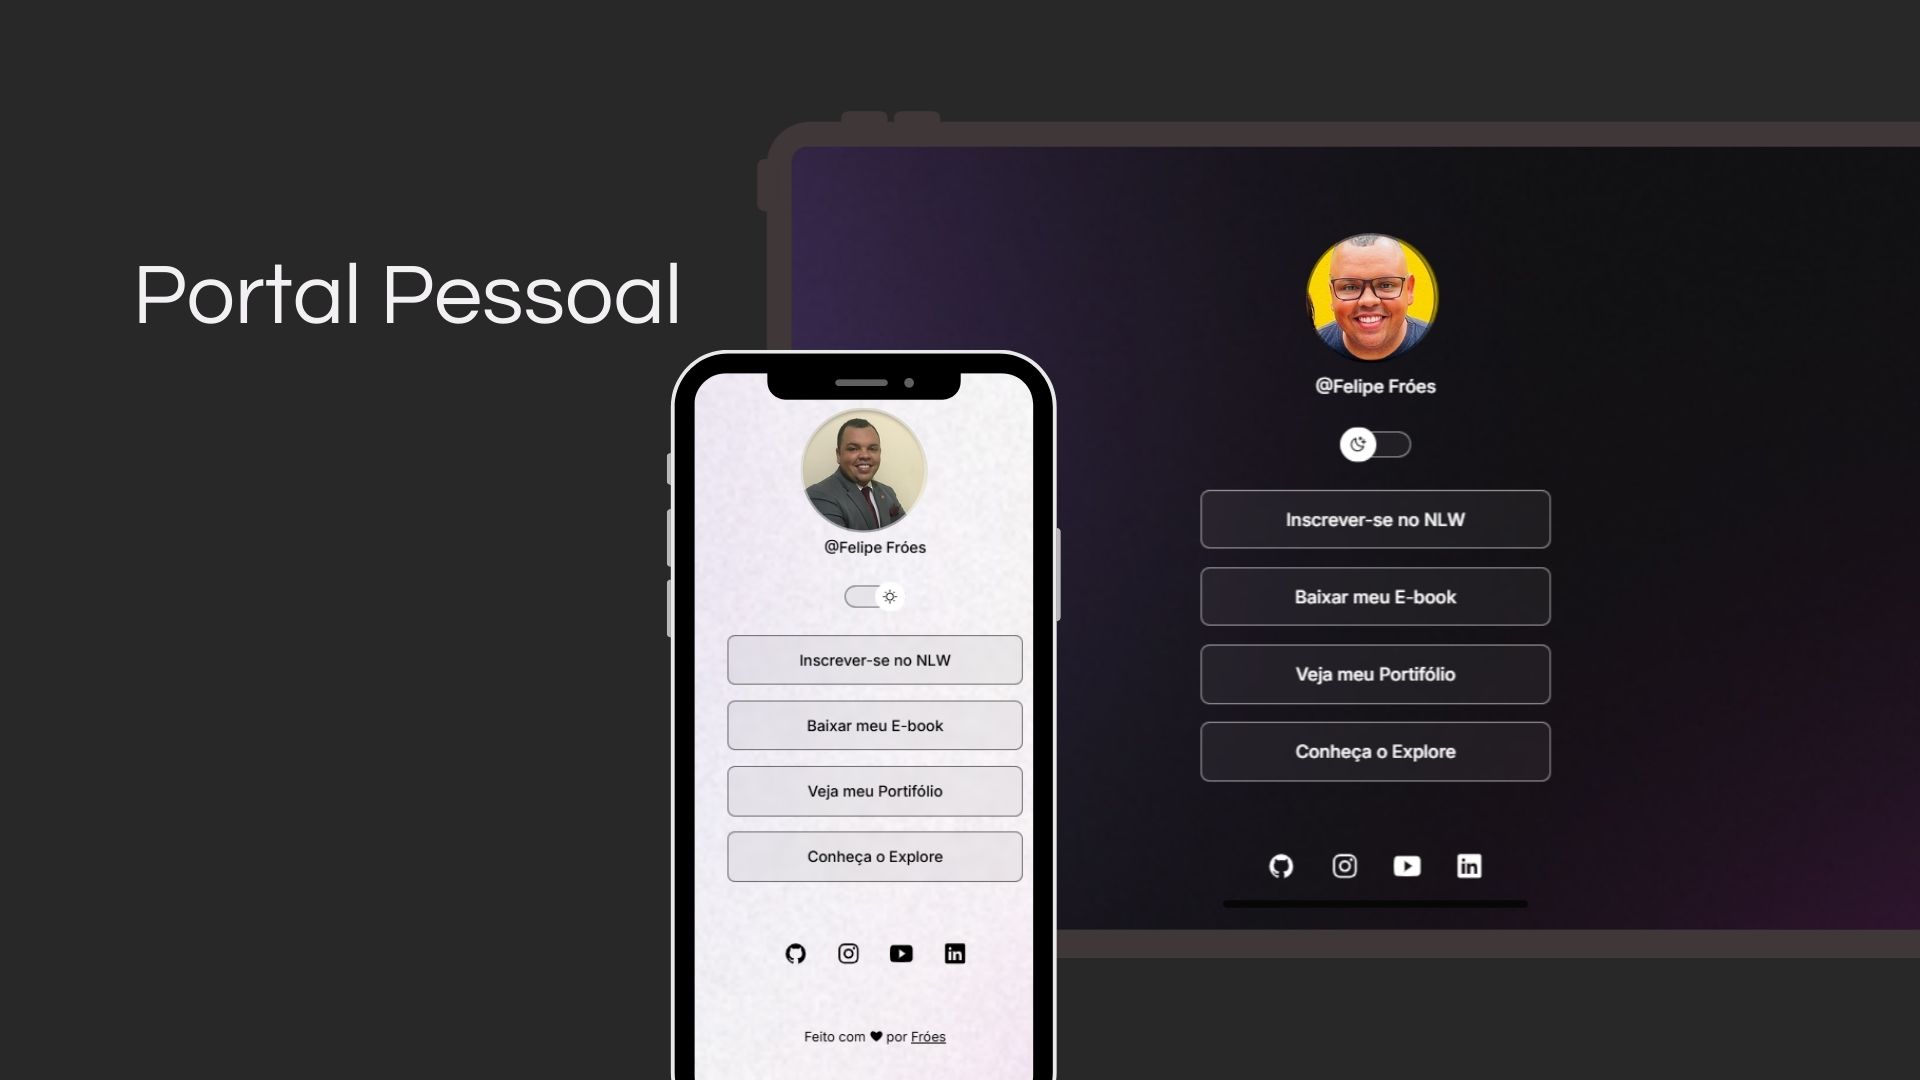 Portal Pessoal
@Felipe Fróes
Inscrever-se no NLW
Baixar meu E-book
Veja meu Portifólio
Conheça o Explore
Feito com ♥ por Fróes
@Felipe Fróes
Inscrever-se no NLW
Baixar meu E-book
Veja meu Portifólio
Conheça o Explore